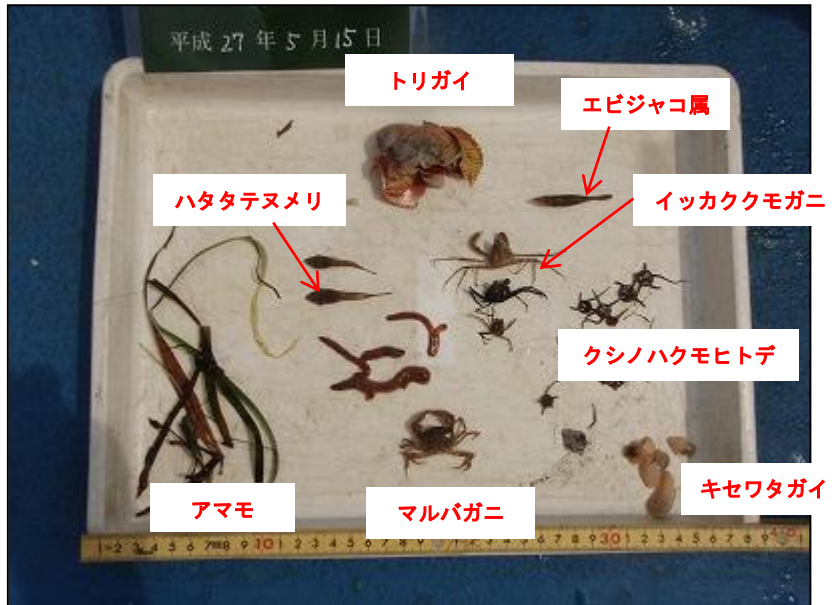 平成27年5月15日
トリガイ
エビジャコ属
ハタタテヌメリ
イッカククモガニ
クシノハクモヒトデ
キセワタガイ
アマモ
マルバガニ